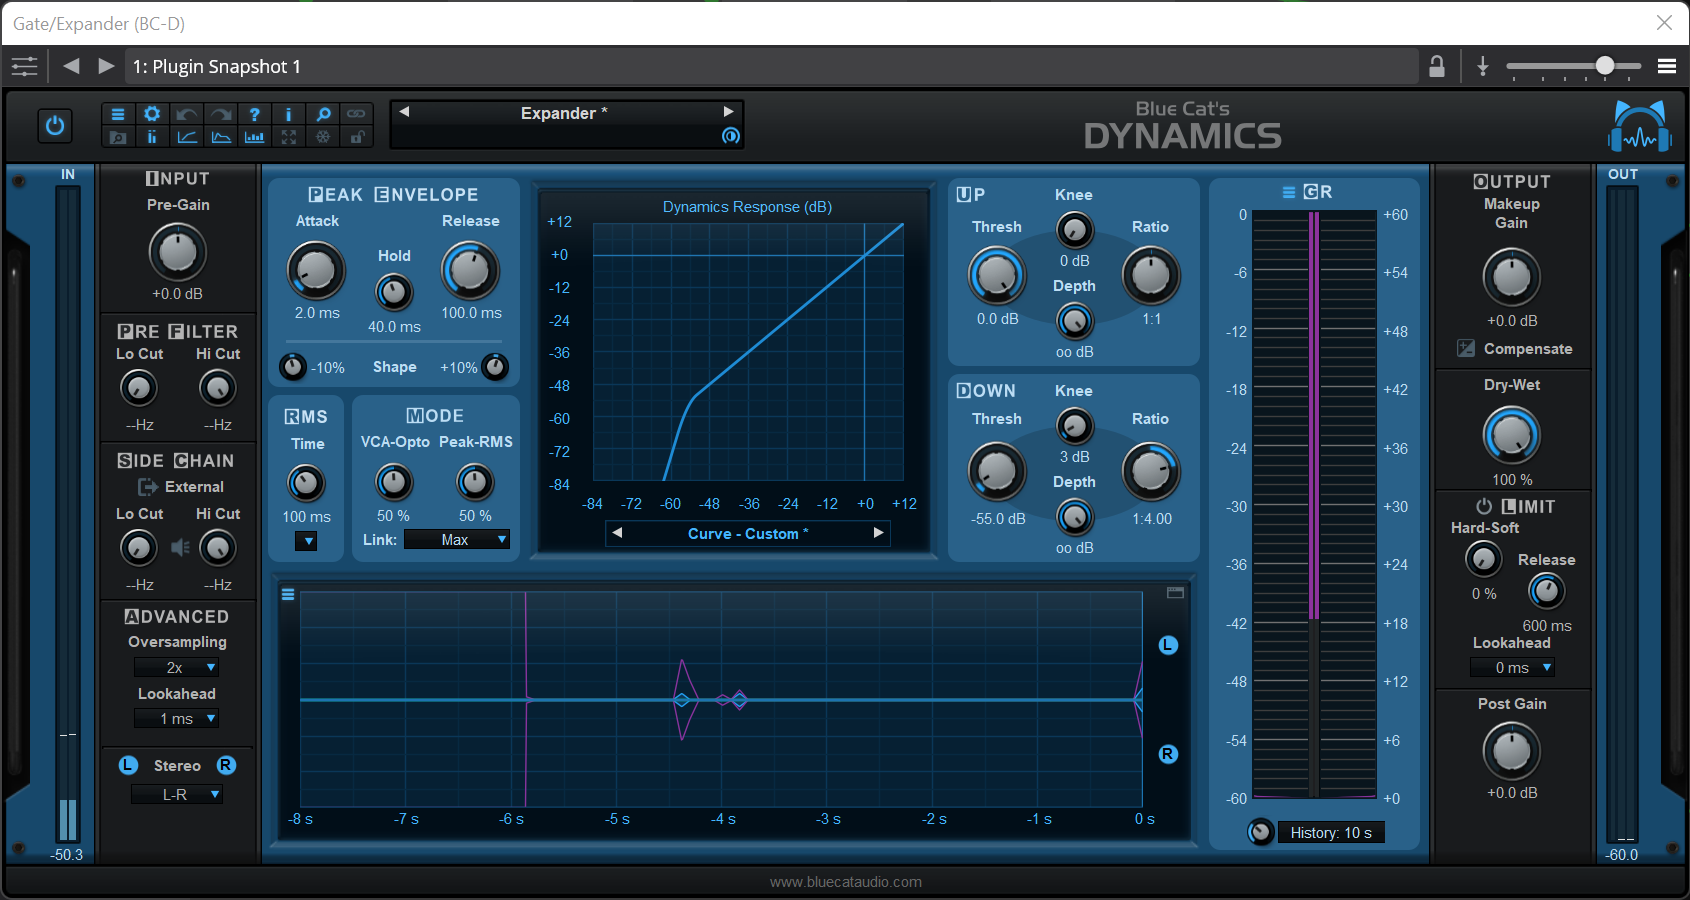 Gate/Expander (BC-D)
1: Plugin Snapshot 1
Expander *
Blue Cat's
DYNAMICS
IN
-50.3
INPUT
Pre-Gain
+0.0 dB
PRE FILTER
Lo Cut Hi Cut
--Hz --Hz
SIDE CHAIN
External
Lo Cut Hi Cut
--Hz --Hz
ADVANCED
Oversampling
2x
Lookahead
1 ms
L Stereo R
L-R
PEAK ENVELOPE
Attack Release
Hold
2.0 ms 100.0 ms
40.0 ms
-10% Shape +10%
RMS
Time
100 ms
MODE
VCA-Opto Peak-RMS
50 % 50 %
Link: Max
Dynamics Response (dB)
+12
+0
-12
-24
-36
-48
-60
-72
-84
-84 -72 -60 -48 -36 -24 -12 +0 +12
Curve - Custom *
UP
Knee
Thresh Ratio
0 dB
Depth
0.0 dB 1:1
oo dB
DOWN
Knee
Thresh Ratio
3 dB
Depth
-55.0 dB 1:4.00
oo dB
L
R
-8 s -7 s -6 s -5 s -4 s -3 s -2 s -1 s 0 s
GR
0 +60
-6 +54
-12 +48
-18 +42
-24 +36
-30 +30
-36 +24
-42 +18
-48 +12
-54 +6
-60 +0
History: 10 s
OUTPUT
Makeup
Gain
+0.0 dB
Compensate
Dry-Wet
100 %
LIMIT
Hard-Soft
Release
0 %
600 ms
Lookahead
0 ms
Post Gain
+0.0 dB
OUT
-60.0
www.bluecataudio.com